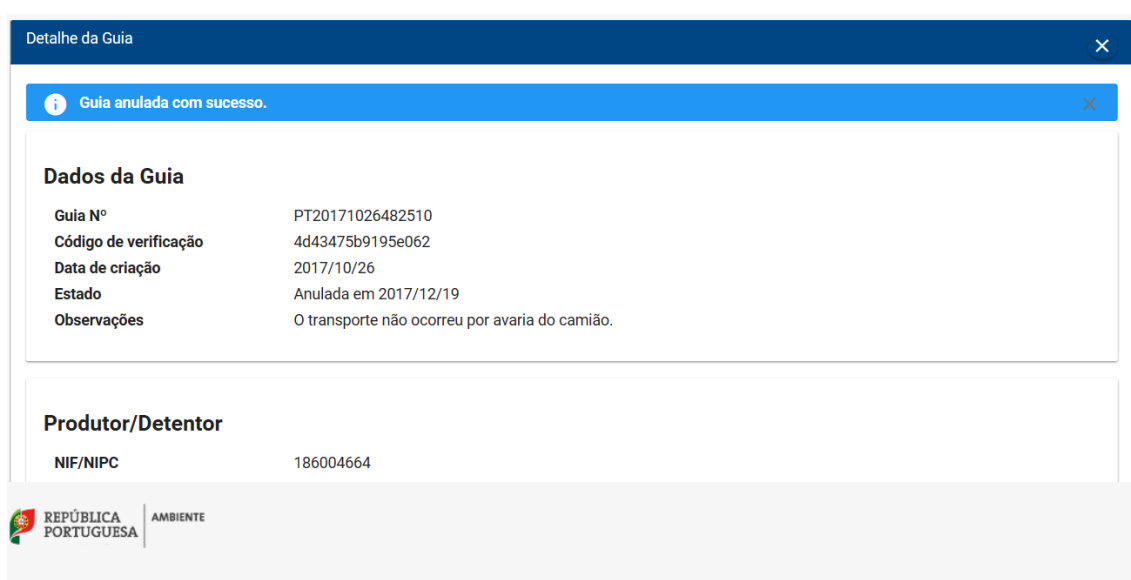 Detalhe da Guia
Guia anulada com sucesso.
Dados da Guia
Guia Nº PT20171026482510
Código de verificação 4d43475b9195e062
Data de criação 2017/10/26
Estado Anulada em 2017/12/19
Observações O transporte não ocorreu por avaria do camião.
Produtor/Detentor
NIF/NIPC 186004664
REPÚBLICA
PORTUGUESA
AMBIENTE